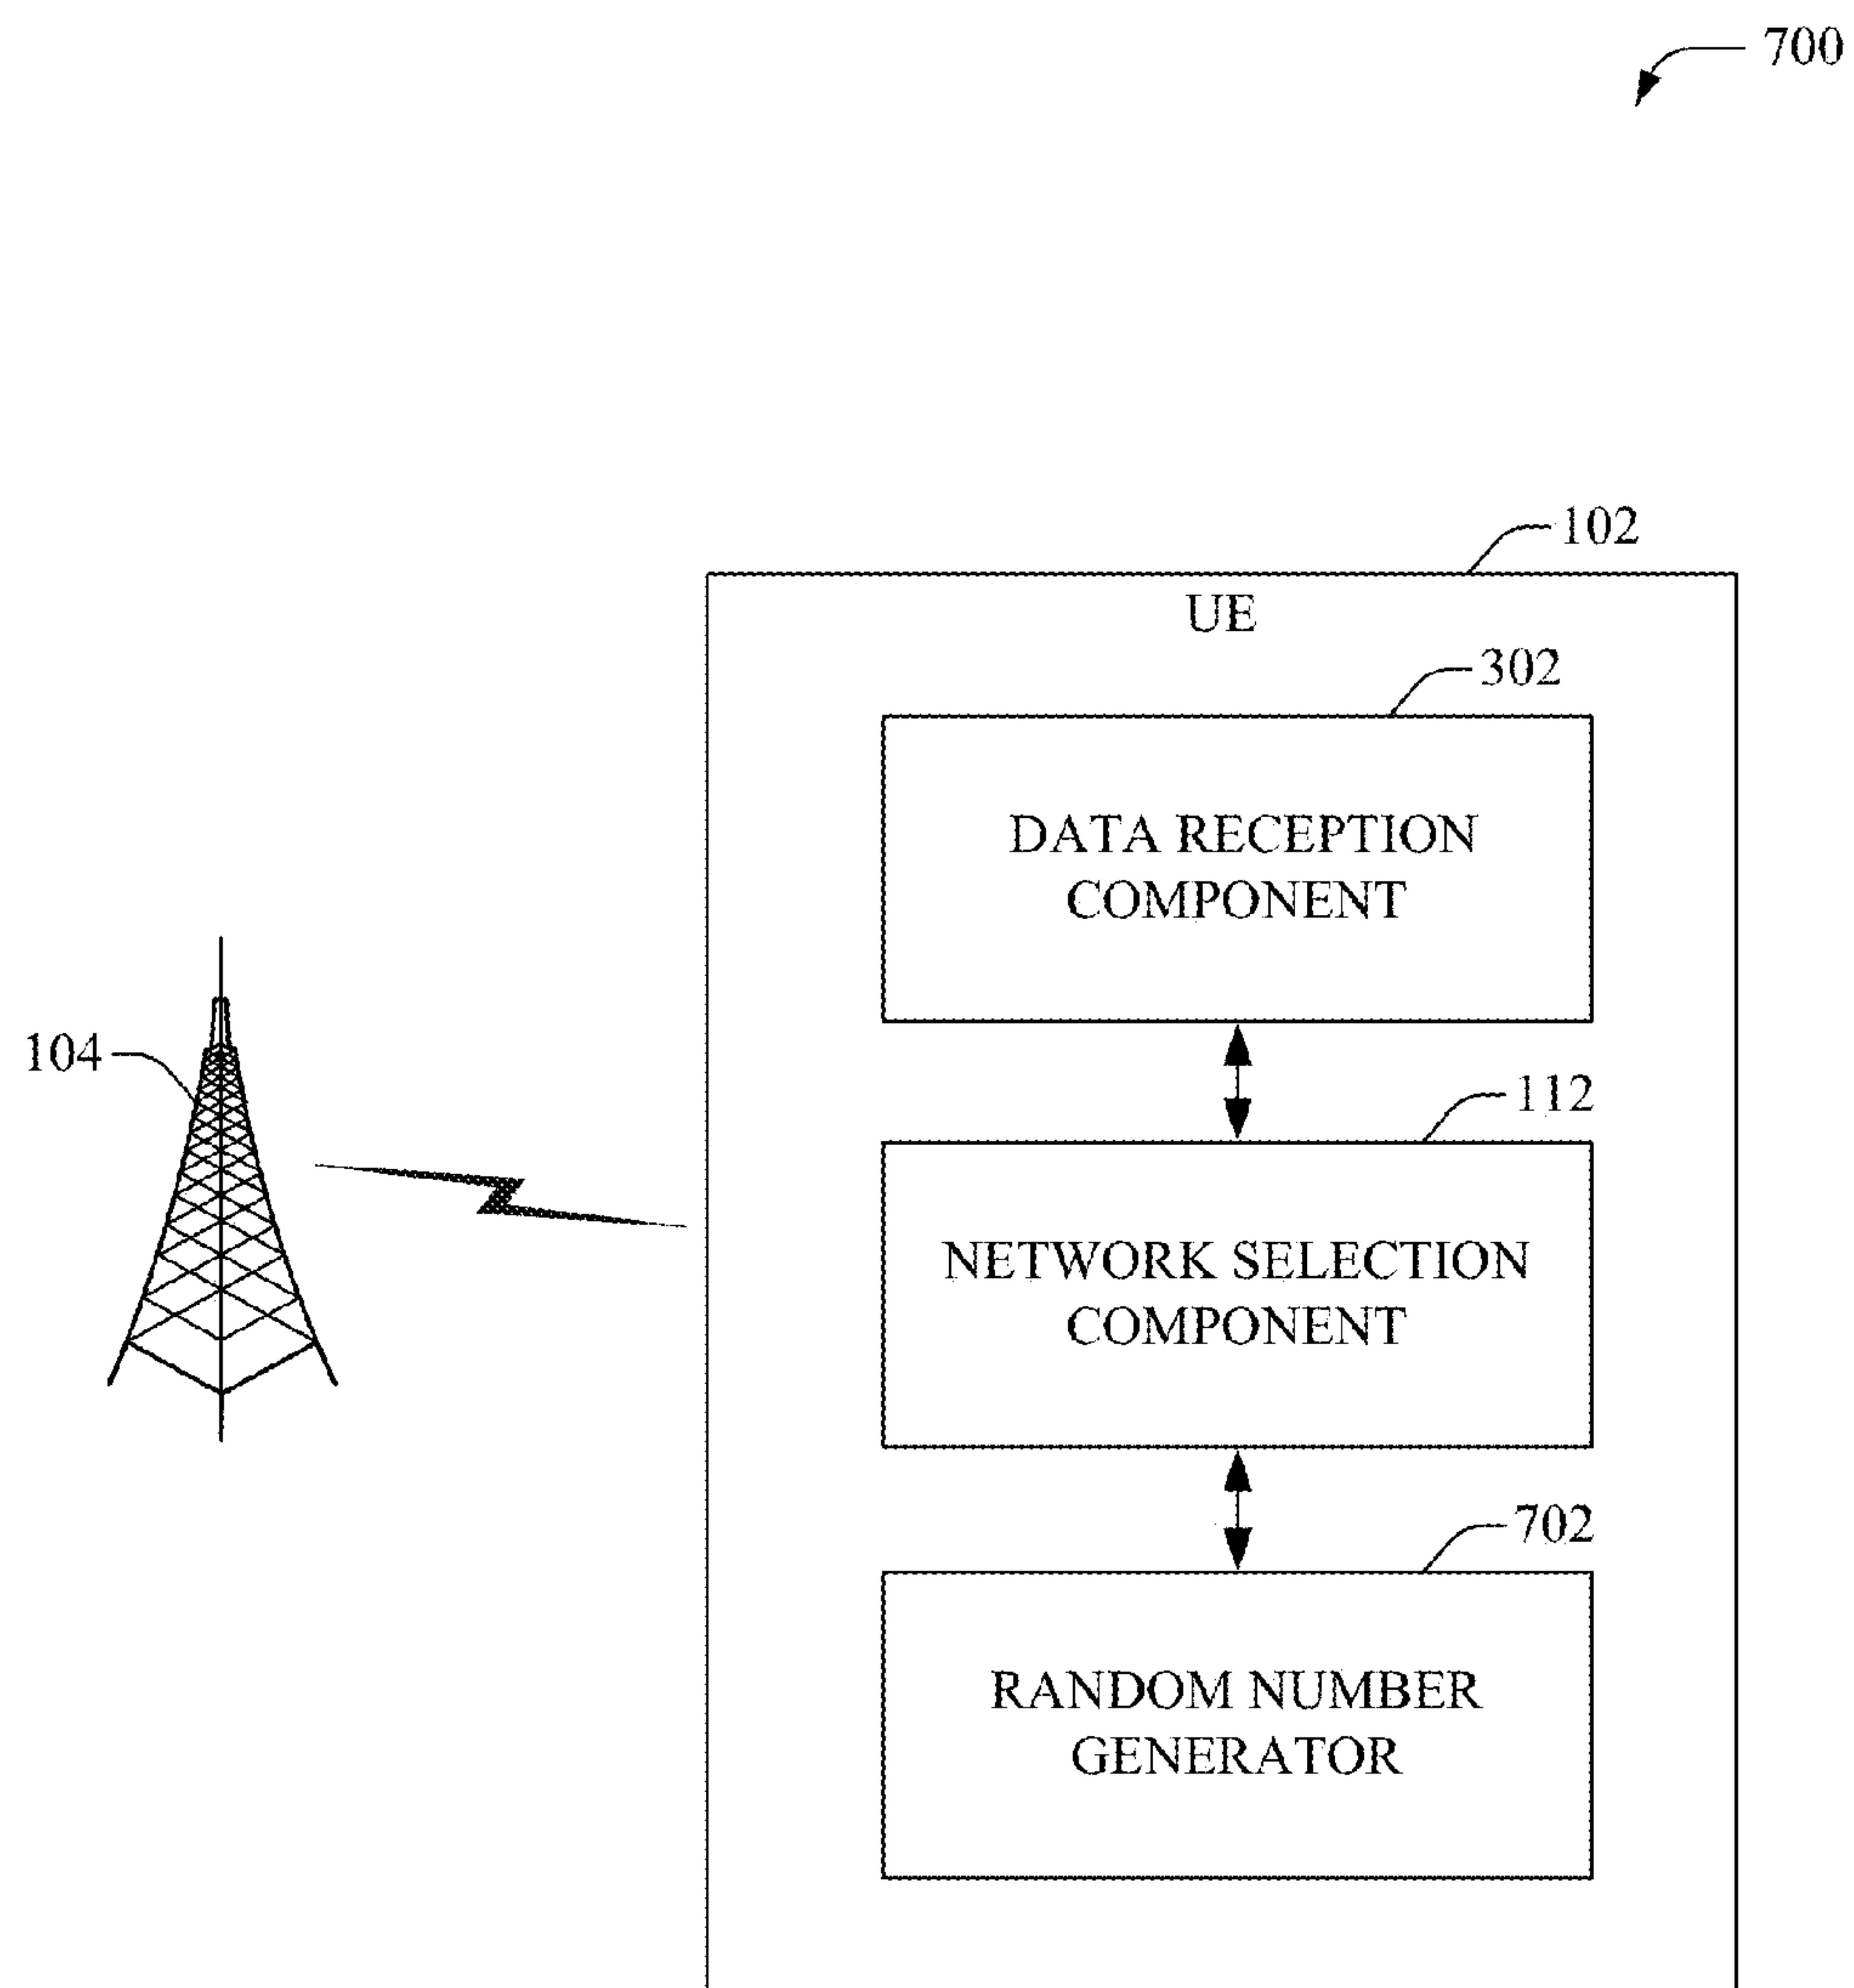 700
102
UE
302
DATA RECEPTION
COMPONENT
104
112
NETWORK SELECTION
COMPONENT
702
RANDOM NUMBER
GENERATOR